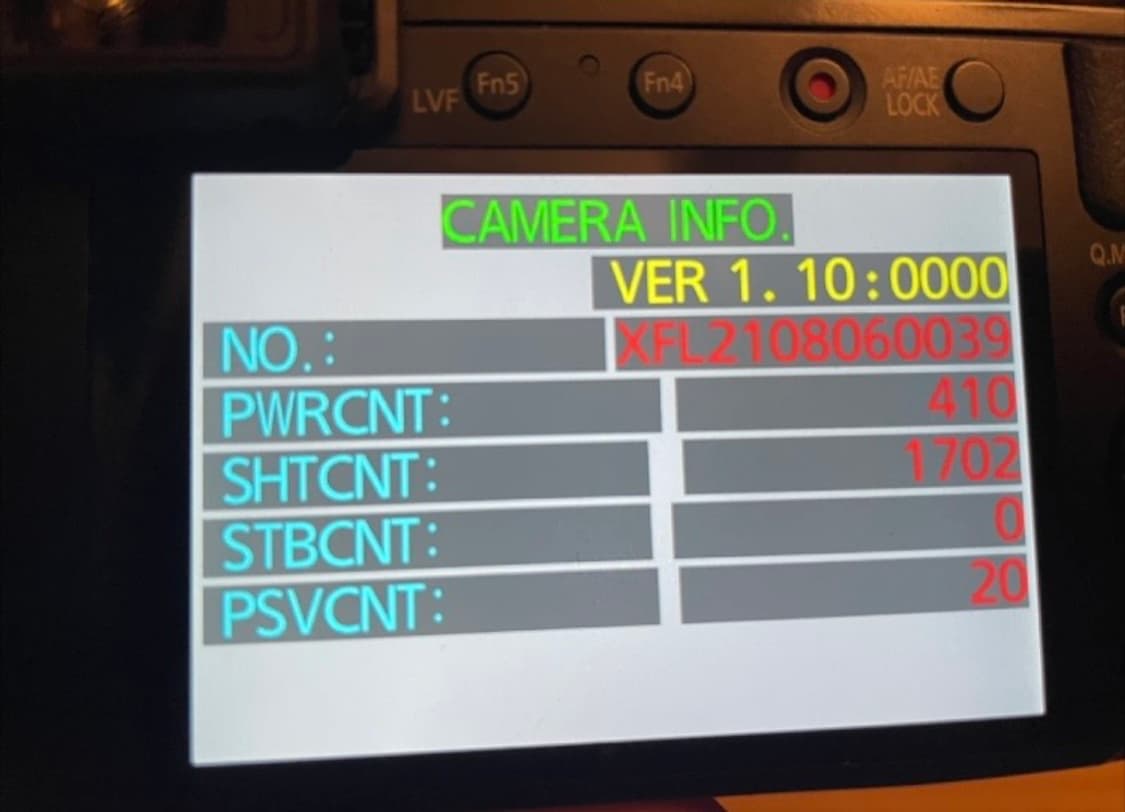 LVF Fn5 Fn4 AF/AE LOCK
CAMERA INFO.
VER 1. 10:0000
NO.: XFL2108060039
PWRCNT: 410
SHTCNT: 1702
STBCNT: 0
PSVCNT: 20